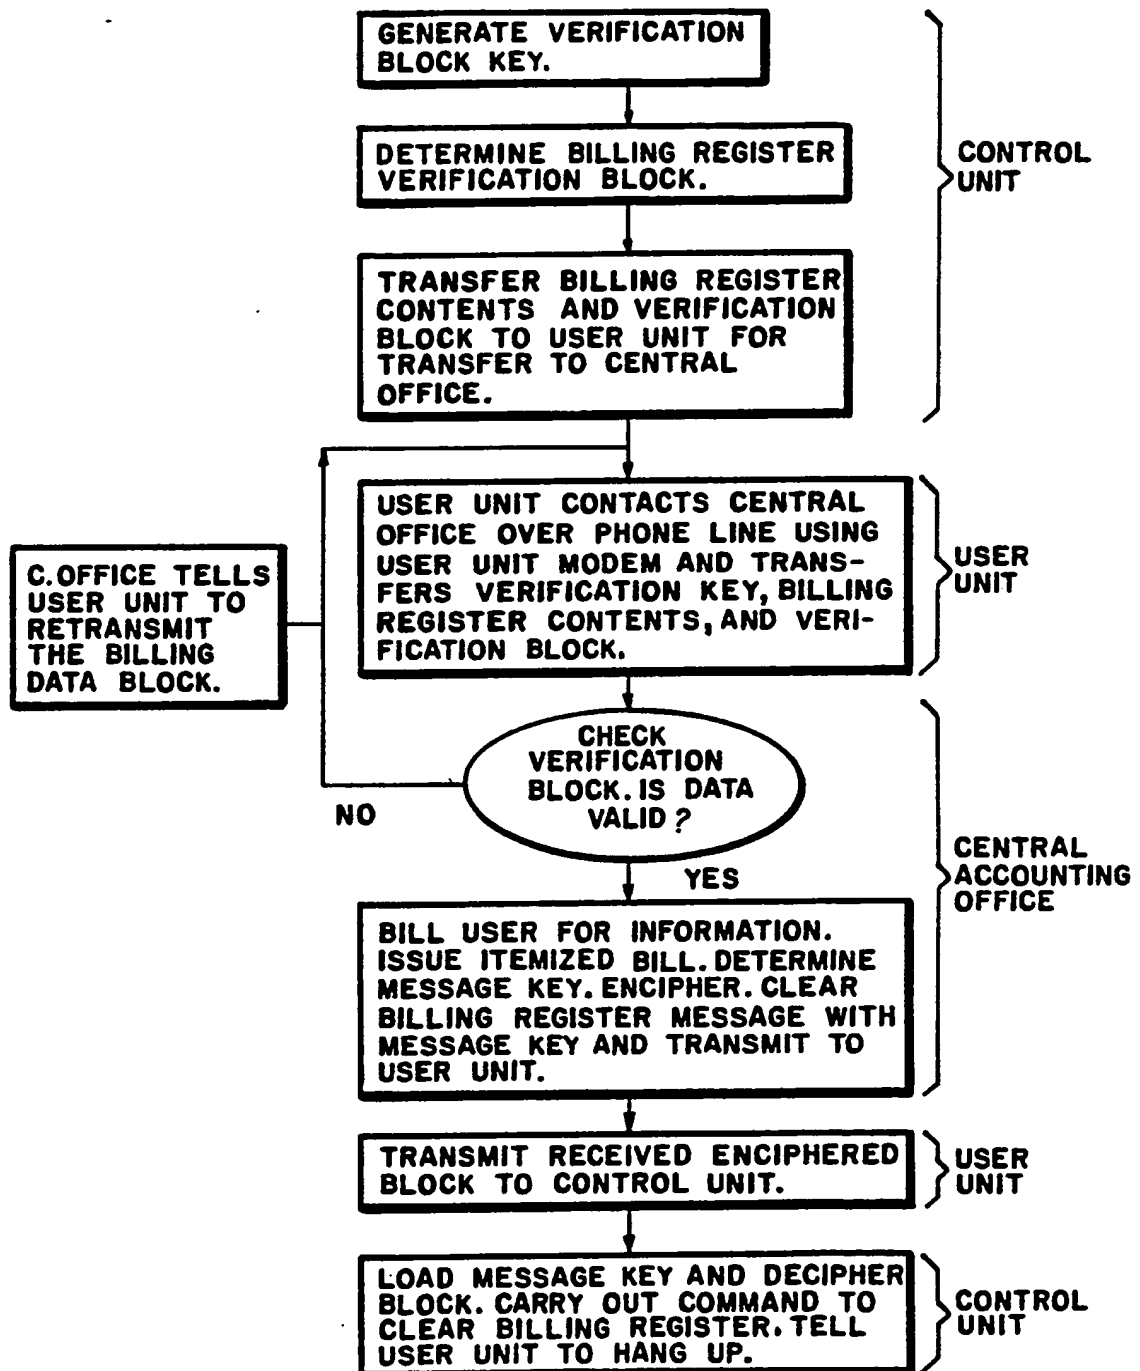 GENERATE VERIFICATION
BLOCK KEY.
DETERMINE BILLING REGISTER
VERIFICATION BLOCK.
CONTROL
UNIT
TRANSFER BILLING REGISTER
CONTENTS AND VERIFICATION
BLOCK TO USER UNIT FOR
TRANSFER TO CENTRAL
OFFICE.
USER UNIT CONTACTS CENTRAL
OFFICE OVER PHONE LINE USING
USER UNIT MODEM AND TRANS-
FERS VERIFICATION KEY, BILLING
REGISTER CONTENTS, AND VERI-
FICATION BLOCK.
USER
UNIT
C. OFFICE TELLS
USER UNIT TO
RETRANSMIT
THE BILLING
DATA BLOCK.
CHECK
VERIFICATION
BLOCK. IS DATA
VALID?
NO
YES
CENTRAL
ACCOUNTING
OFFICE
BILL USER FOR INFORMATION.
ISSUE ITEMIZED BILL. DETERMINE
MESSAGE KEY. ENCIPHER. CLEAR
BILLING REGISTER MESSAGE WITH
MESSAGE KEY AND TRANSMIT TO
USER UNIT.
TRANSMIT RECEIVED ENCIPHERED
BLOCK TO CONTROL UNIT.
USER
UNIT
LOAD MESSAGE KEY AND DECIPHER
BLOCK. CARRY OUT COMMAND TO
CLEAR BILLING REGISTER. TELL
USER UNIT TO HANG UP.
CONTROL
UNIT